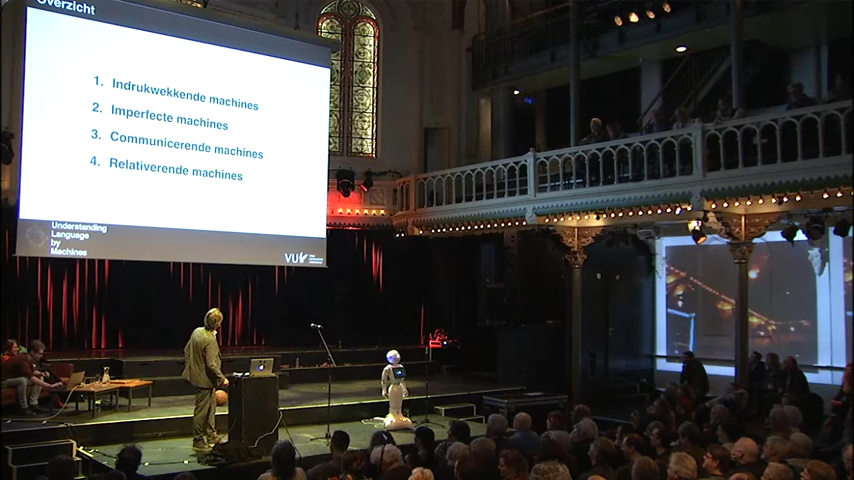 Overzicht
1. Indrukwekkende machines
2. Imperfecte machines
3. Communicerende machines
4. Relativerende machines
Understanding
Language
by
Machines
VU